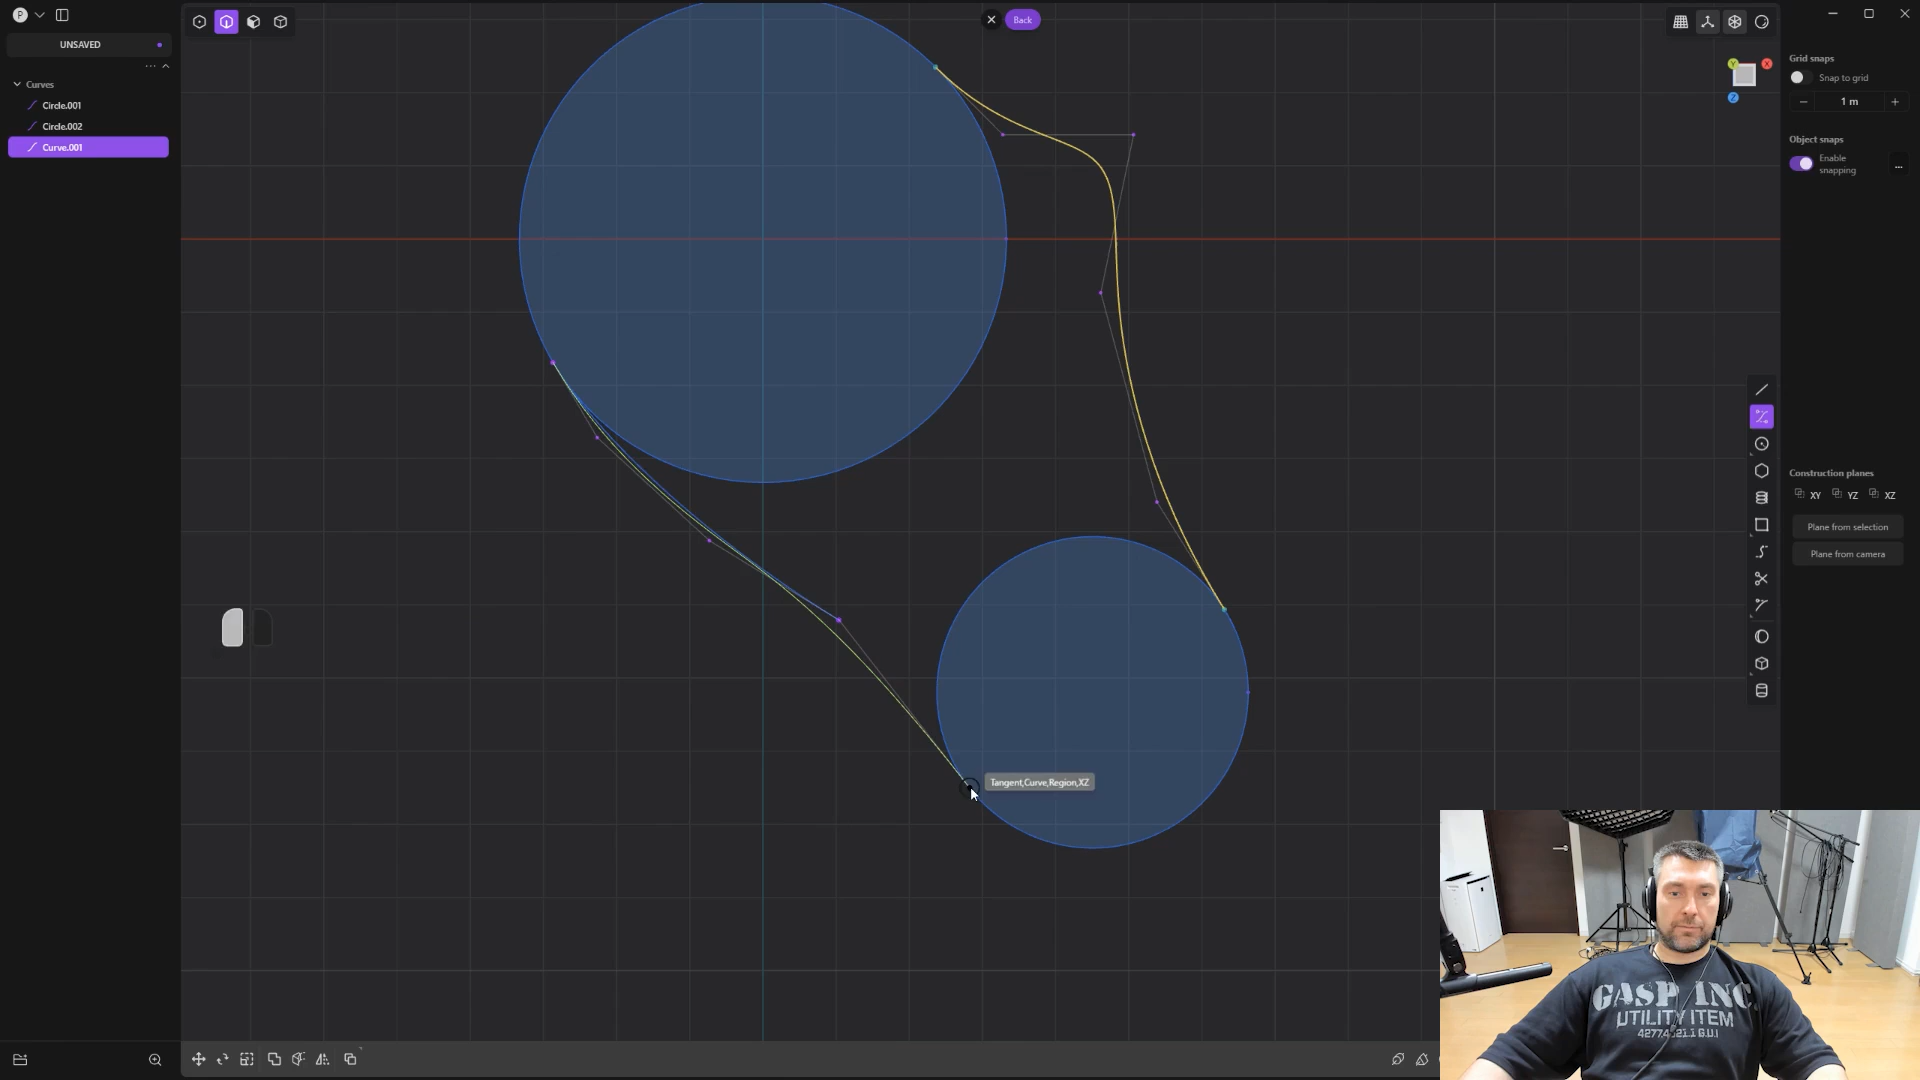 P
UNSAVED
Curves
Circle.001
Circle.002
Curve.001
Back
Y
X
Z
Grid snaps
Snap to grid
1 m
Object snaps
Enable
snapping
Construction planes
XY
YZ
XZ
Plane from selection
Plane from camera
Tangent,Curve,Region,XZ
GASP INC
UTILITY ITEM